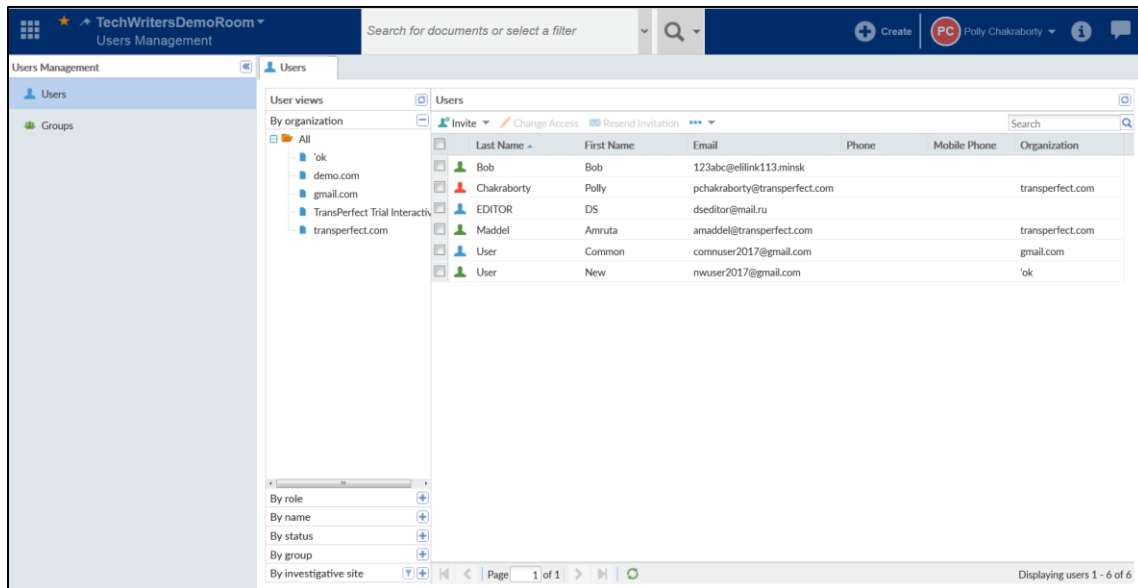 TechWritersDemoRoom
Users Management
Search for documents or select a filter
Create
PC Polly Chakraborty
Users Management
Users
Groups
Users
User views
By organization
All
'ok
demo.com
gmail.com
TransPerfect Trial Interactiv
transperfect.com
By role
By name
By status
By group
By investigative site
Users
Invite Change Access Resend Invitation ••• Search
Last Name First Name Email Phone Mobile Phone Organization
Bob Bob 123abc@elilink113.minsk
Chakraborty Polly pchakraborty@transperfect.com transperfect.com
EDITOR DS dseditor@mail.ru
Maddel Amruta amaddel@transperfect.com transperfect.com
User Common comnuser2017@gmail.com gmail.com
User New nwuser2017@gmail.com 'ok
Page 1 of 1 Displaying users 1 - 6 of 6